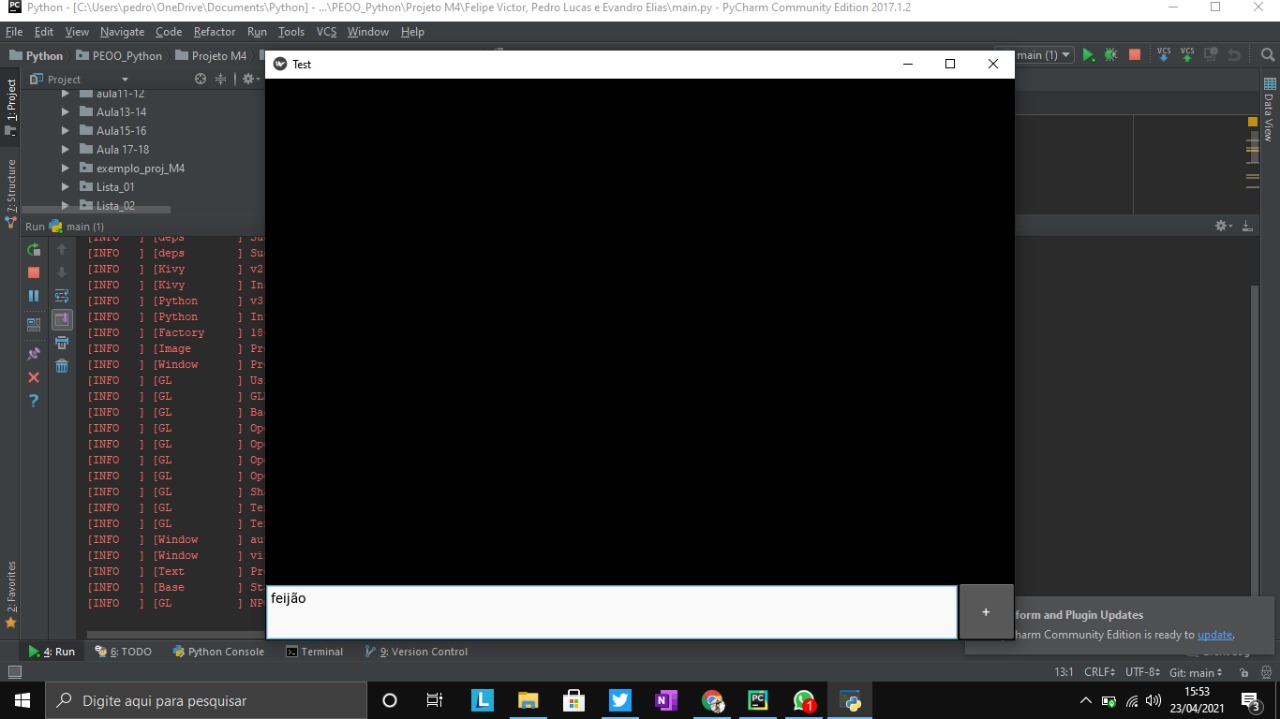 PC Python - [C:\Users\pedro\OneDrive\Documents\Python] - ...\PEOO_Python\Projeto M4\Felipe Victor, Pedro Lucas e Evandro Elias\main.py - PyCharm Community Edition 2017.1.2
File Edit View Navigate Code Refactor Run Tools VCS Window Help
Python PEOO_Python Projeto M4 main (1) VCS VCS
Test
Project
1: Project
Data View
aula11-12
Aula13-14
Aula15-16
Aula 17-18
exemplo_proj_M4
Lista_01
Lista_02
7: Structure
Run main (1)
[INFO ] [deps ]
[INFO ] [deps ] Su
[INFO ] [Kivy ] v2
[INFO ] [Kivy ] In
[INFO ] [Python ] v3
[INFO ] [Python ] In
[INFO ] [Factory ] 18
[INFO ] [Image ] Pr
[INFO ] [Window ] Pr
[INFO ] [GL ] Us
[INFO ] [GL ] GL
[INFO ] [GL ] Ba
[INFO ] [GL ] Op
[INFO ] [GL ] Op
[INFO ] [GL ] Op
[INFO ] [GL ] Op
[INFO ] [GL ] Sh
[INFO ] [GL ] Te
[INFO ] [GL ] Te
[INFO ] [Window ] au
[INFO ] [Window ] vi
[INFO ] [Text ] Pr
[INFO ] [Base ] St
[INFO ] [GL ] NP
2: Favorites
feijão
+
form and Plugin Updates
harm Community Edition is ready to update.
4: Run 6: TODO Python Console Terminal 9: Version Control
13:1 CRLF UTF-8 Git: main
Digite aqui para pesquisar
L
N
PC
1
15:53
23/04/2021
3